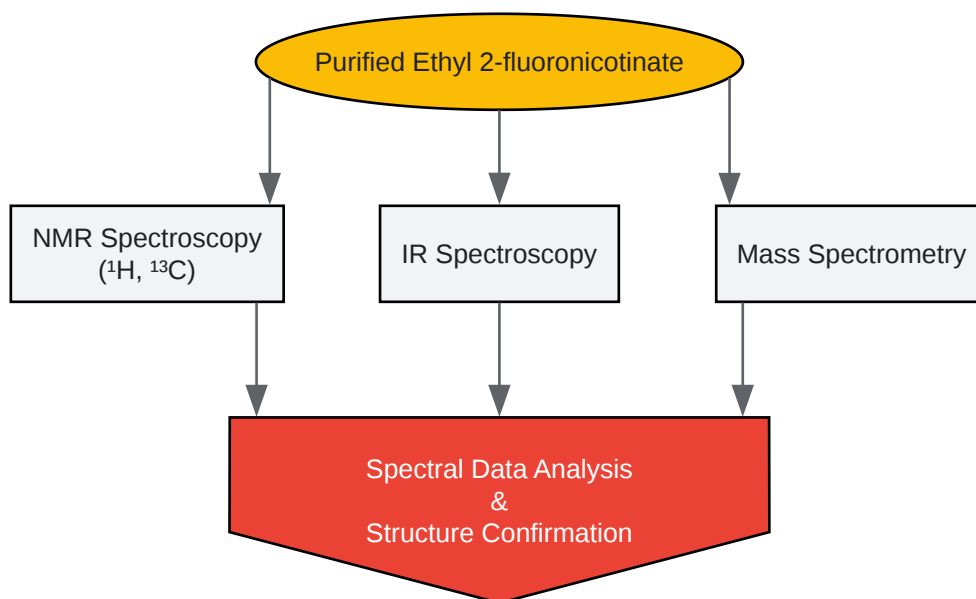 Purified Ethyl 2-fluoronicotinate
NMR Spectroscopy
(¹H, ¹³C)
IR Spectroscopy
Mass Spectrometry
Spectral Data Analysis
&
Structure Confirmation